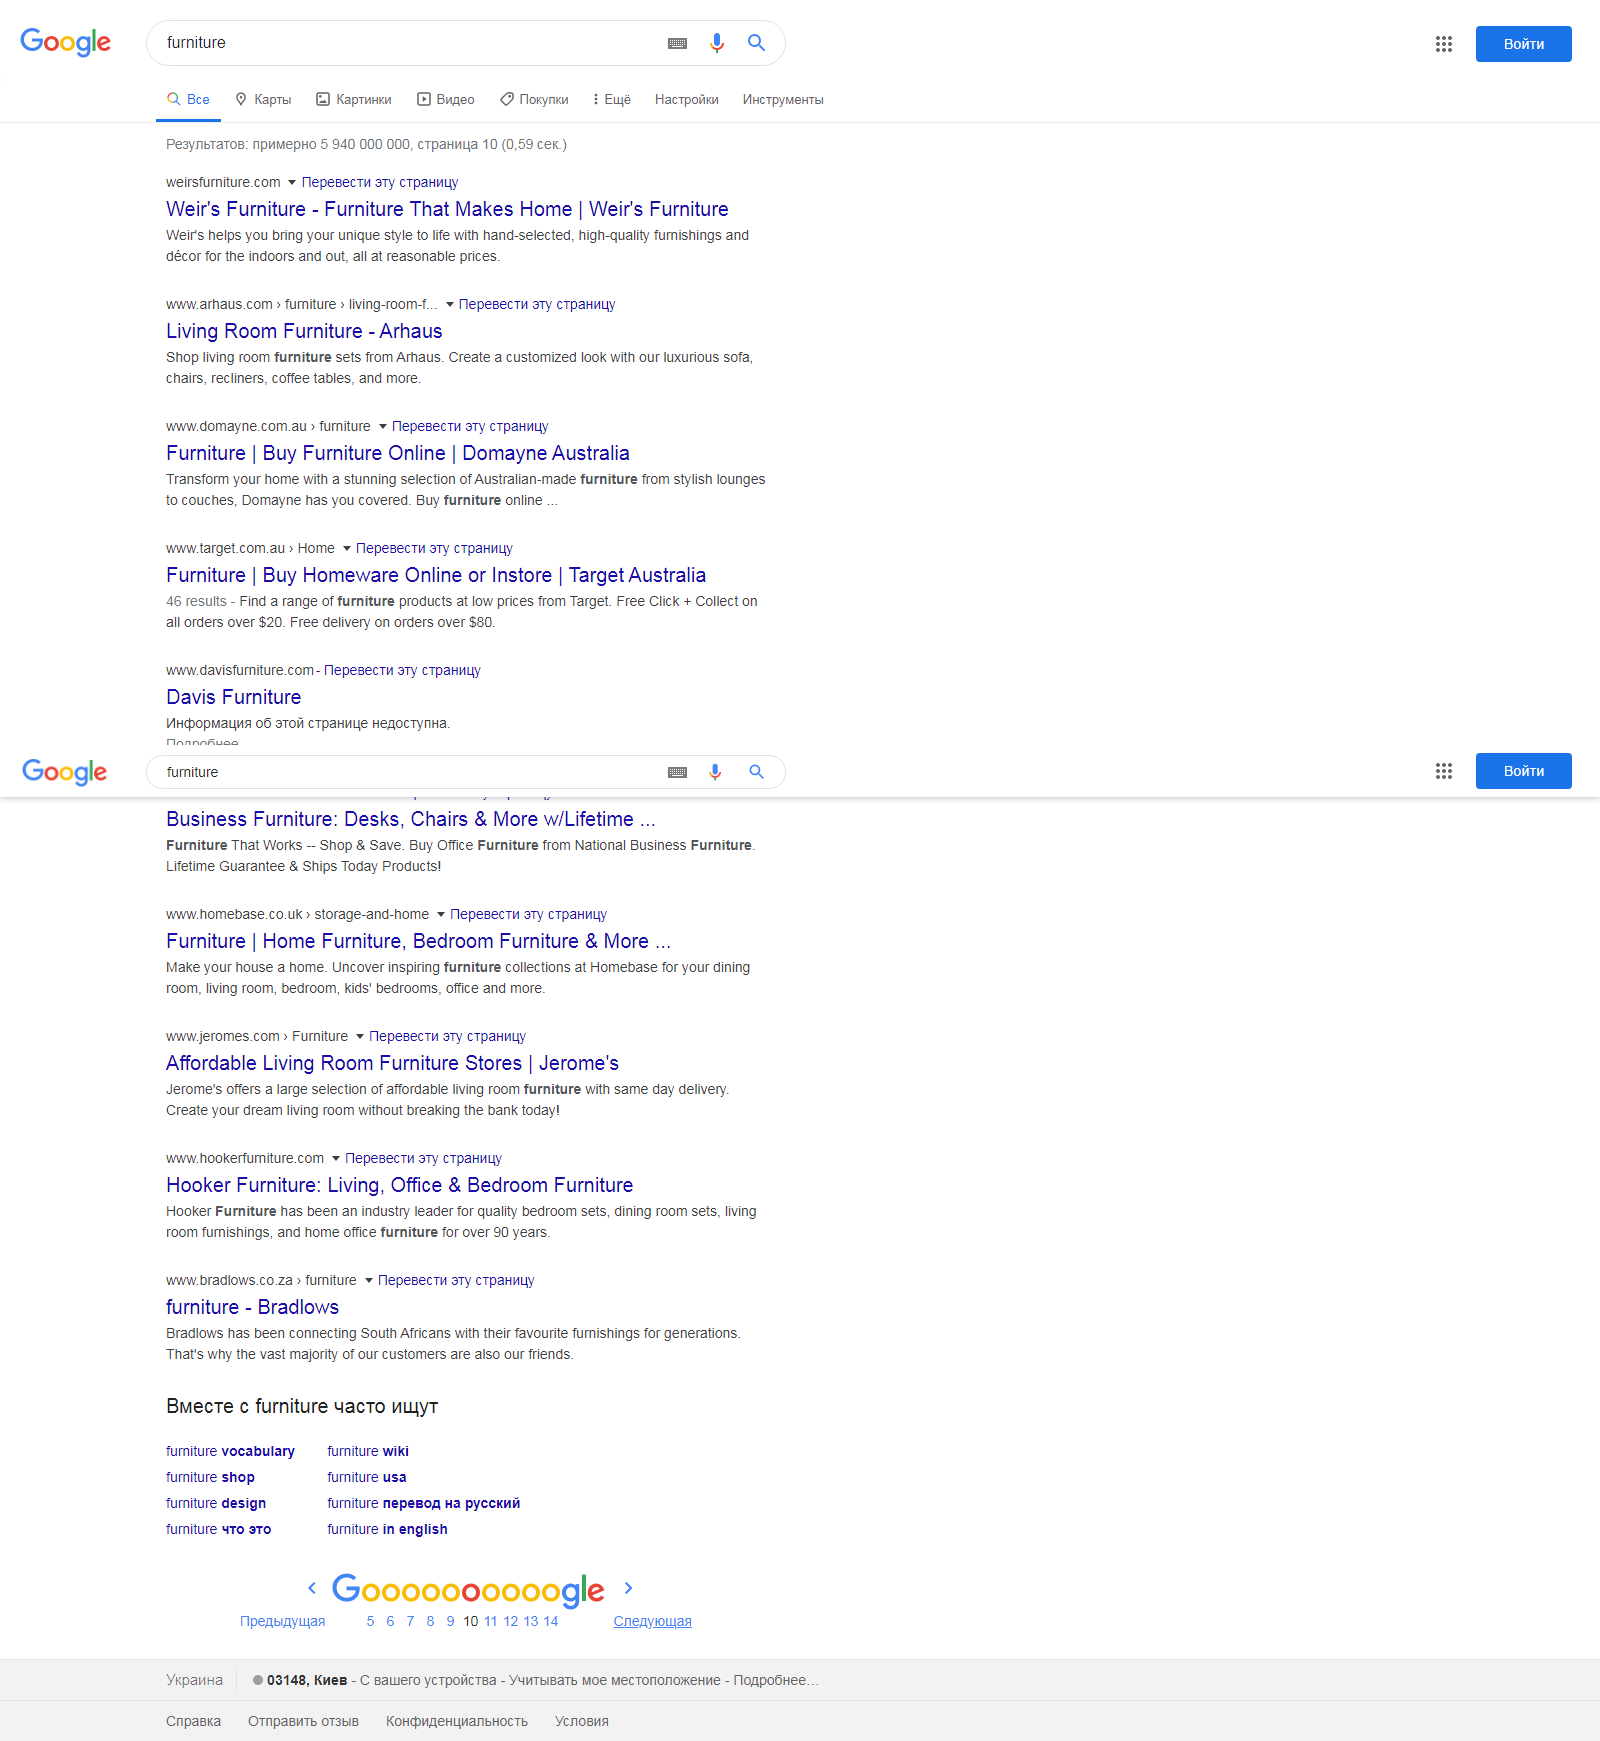 Google
furniture
Войти
Все
Карты
Картинки
Видео
Покупки
Ещё
Настройки
Инструменты
Результатов: примерно 5 940 000 000, страница 10 (0,59 сек.)
weirsfurniture.com Перевести эту страницу
Weir's Furniture - Furniture That Makes Home | Weir's Furniture
Weir's helps you bring your unique style to life with hand-selected, high-quality furnishings and
décor for the indoors and out, all at reasonable prices.
www.arhaus.com › furniture › living-room-f... Перевести эту страницу
Living Room Furniture - Arhaus
Shop living room furniture sets from Arhaus. Create a customized look with our luxurious sofa,
chairs, recliners, coffee tables, and more.
www.domayne.com.au › furniture Перевести эту страницу
Furniture | Buy Furniture Online | Domayne Australia
Transform your home with a stunning selection of Australian-made furniture from stylish lounges
to couches, Domayne has you covered. Buy furniture online ...
www.target.com.au › Home Перевести эту страницу
Furniture | Buy Homeware Online or Instore | Target Australia
46 results - Find a range of furniture products at low prices from Target. Free Click + Collect on
all orders over $20. Free delivery on orders over $80.
www.davisfurniture.com - Перевести эту страницу
Davis Furniture
Информация об этой странице недоступна.
Подробнее
Google
furniture
Войти
Business Furniture: Desks, Chairs & More w/Lifetime ...
Furniture That Works -- Shop & Save. Buy Office Furniture from National Business Furniture.
Lifetime Guarantee & Ships Today Products!
www.homebase.co.uk › storage-and-home Перевести эту страницу
Furniture | Home Furniture, Bedroom Furniture & More ...
Make your house a home. Uncover inspiring furniture collections at Homebase for your dining
room, living room, bedroom, kids' bedrooms, office and more.
www.jeromes.com › Furniture Перевести эту страницу
Affordable Living Room Furniture Stores | Jerome's
Jerome's offers a large selection of affordable living room furniture with same day delivery.
Create your dream living room without breaking the bank today!
www.hookerfurniture.com Перевести эту страницу
Hooker Furniture: Living, Office & Bedroom Furniture
Hooker Furniture has been an industry leader for quality bedroom sets, dining room sets, living
room furnishings, and home office furniture for over 90 years.
www.bradlows.co.za › furniture Перевести эту страницу
furniture - Bradlows
Bradlows has been connecting South Africans with their favourite furnishings for generations.
That's why the vast majority of our customers are also our friends.
Вместе с furniture часто ищут
furniture vocabulary furniture wiki
furniture shop furniture usa
furniture design furniture перевод на русский
furniture что это furniture in english
Goooooooooogle
Предыдущая 5 6 7 8 9 10 11 12 13 14 Следующая
Украина 03148, Киев - С вашего устройства - Учитывать мое местоположение - Подробнее…
Справка Отправить отзыв Конфиденциальность Условия